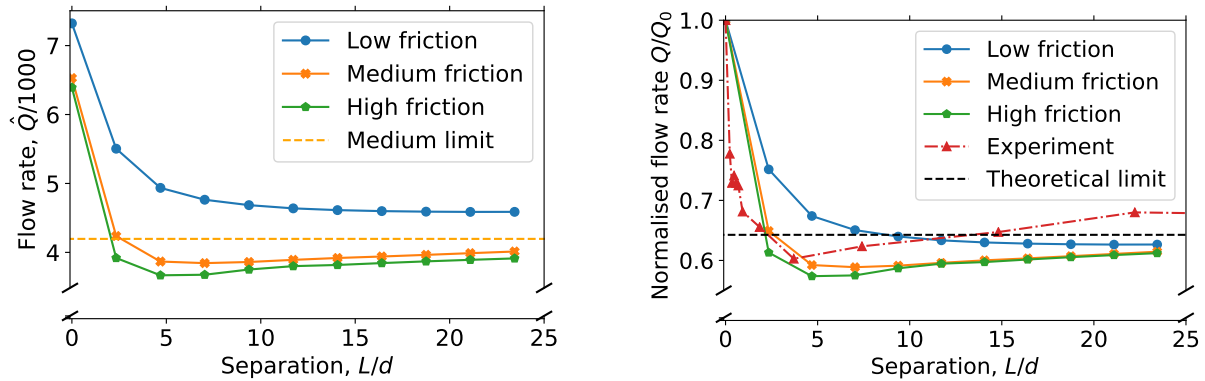 Flow rate, Q̂/1000
7
6
5
4
Low friction
Medium friction
High friction
Medium limit
0 5 10 15 20 25
Separation, L/d
Normalised flow rate Q/Q₀
1.0
0.9
0.8
0.7
0.6
Low friction
Medium friction
High friction
Experiment
Theoretical limit
0 5 10 15 20 25
Separation, L/d